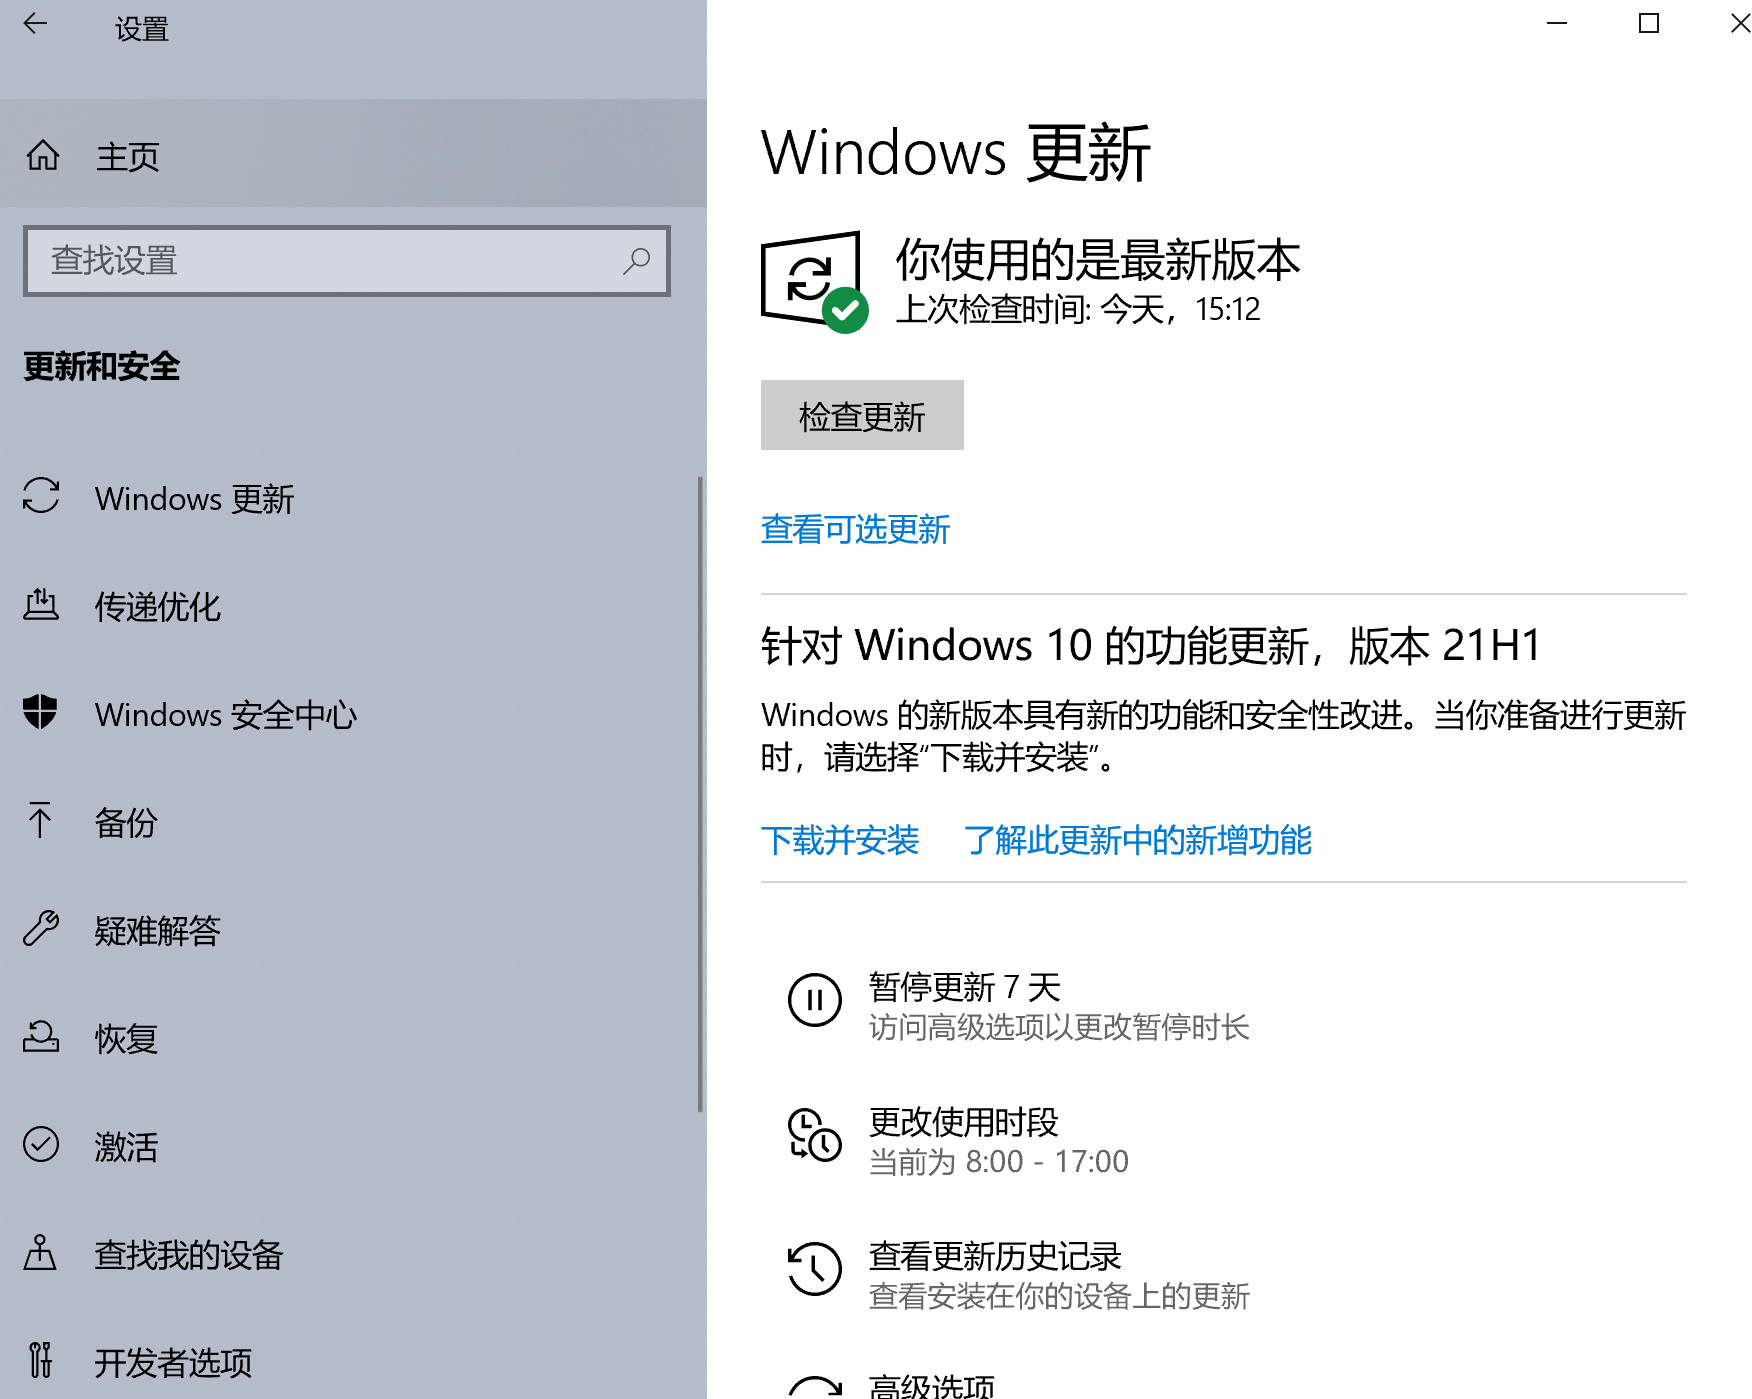 设置
主页
查找设置
更新和安全
Windows 更新
传递优化
Windows 安全中心
备份
疑难解答
恢复
激活
查找我的设备
开发者选项
Windows 更新
你使用的是最新版本
上次检查时间: 今天，15:12
检查更新
查看可选更新
针对 Windows 10 的功能更新，版本 21H1
Windows 的新版本具有新的功能和安全性改进。当你准备进行更新
时，请选择“下载并安装”。
下载并安装 了解此更新中的新增功能
暂停更新 7 天
访问高级选项以更改暂停时长
更改使用时段
当前为 8:00 - 17:00
查看更新历史记录
查看安装在你的设备上的更新
高级选项